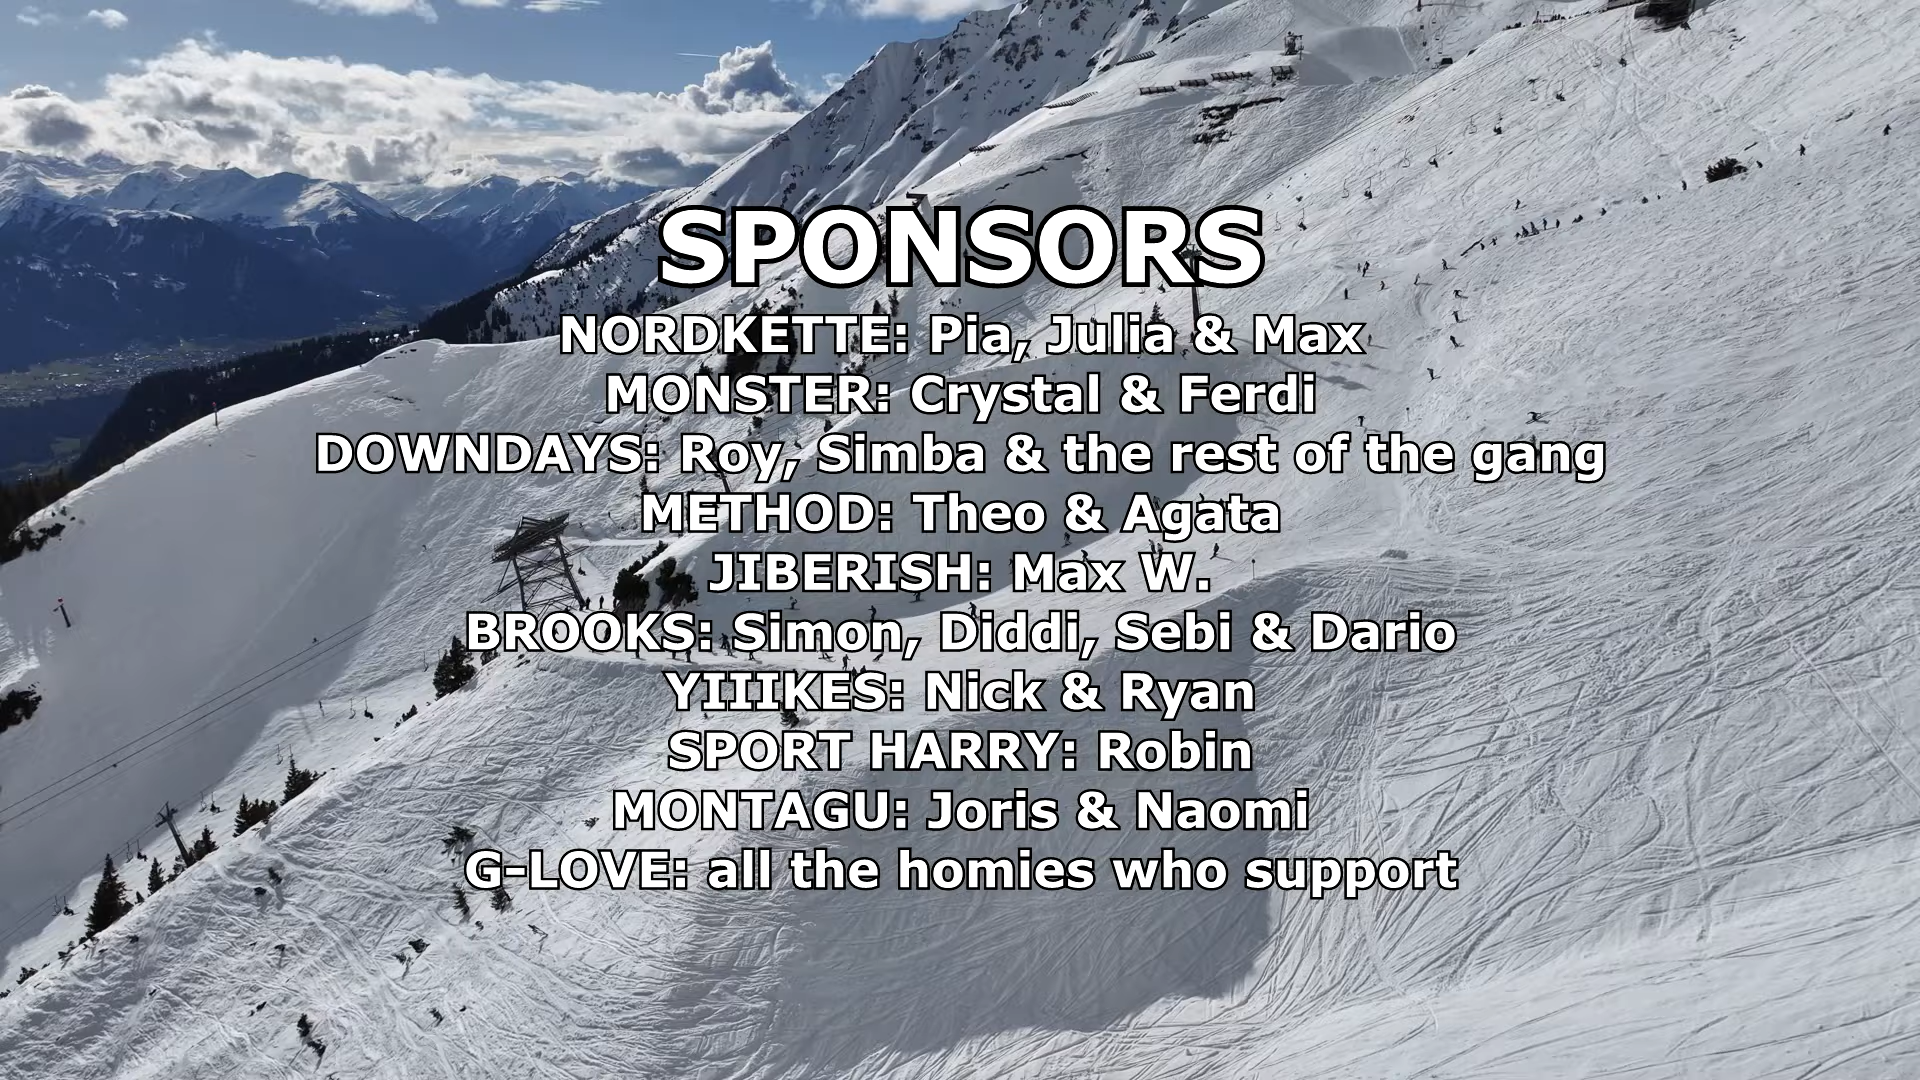 SPONSORS
NORDKETTE: Pia, Julia & Max
MONSTER: Crystal & Ferdi
DOWNDAYS: Roy, Simba & the rest of the gang
METHOD: Theo & Agata
JIBERISH: Max W.
BROOKS: Simon, Diddi, Sebi & Dario
YIIIKES: Nick & Ryan
SPORT HARRY: Robin
MONTAGU: Joris & Naomi
G-LOVE: all the homies who support